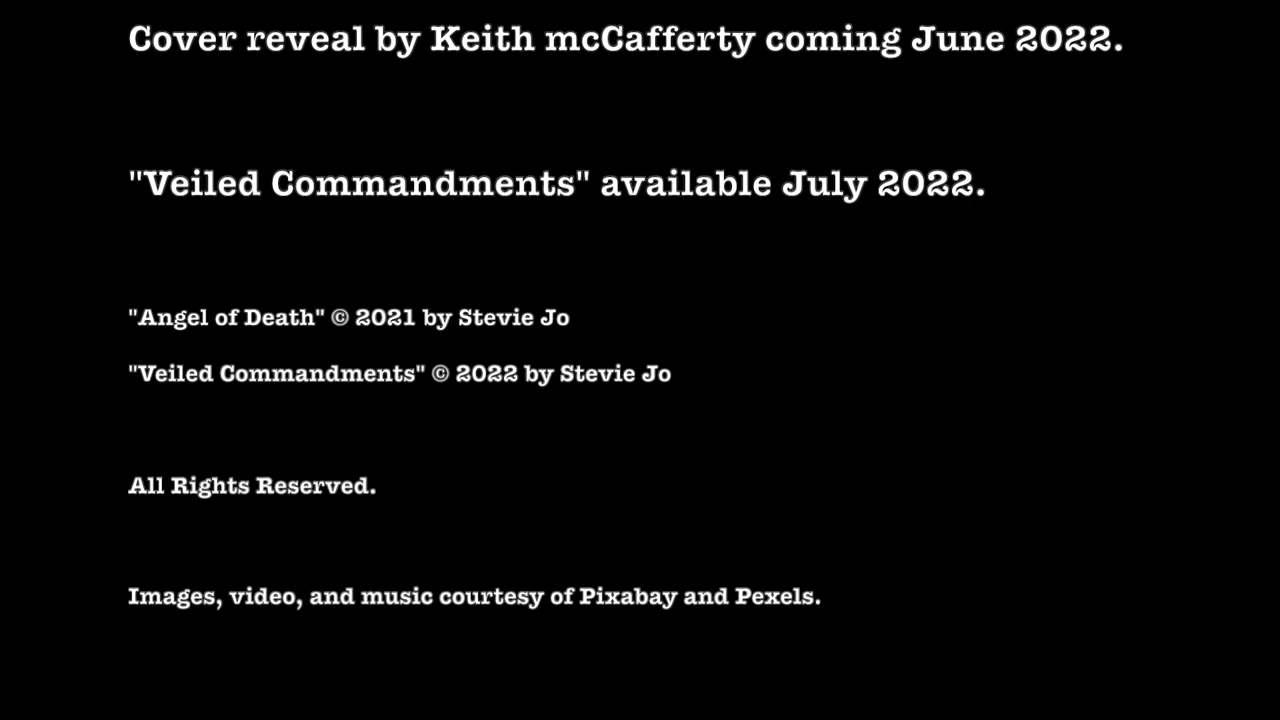 Cover reveal by Keith mcCafferty coming June 2022.
"Veiled Commandments" available July 2022.
"Angel of Death" © 2021 by Stevie Jo
"Veiled Commandments" © 2022 by Stevie Jo
All Rights Reserved.
Images, video, and music courtesy of Pixabay and Pexels.